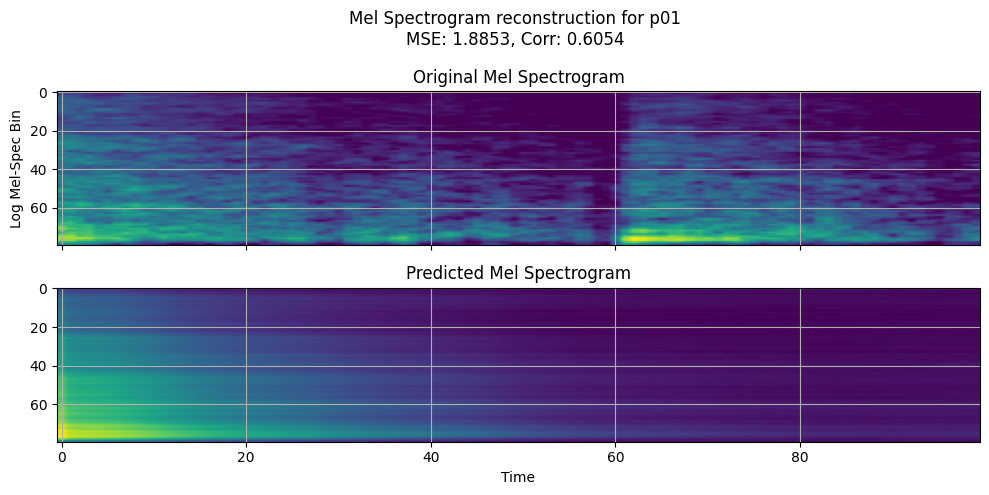 Mel Spectrogram reconstruction for p01
MSE: 1.8853, Corr: 0.6054
Original Mel Spectrogram
0
20
40
60
Log Mel-Spec Bin
Predicted Mel Spectrogram
0
20
40
60
0 20 40 60 80
Time